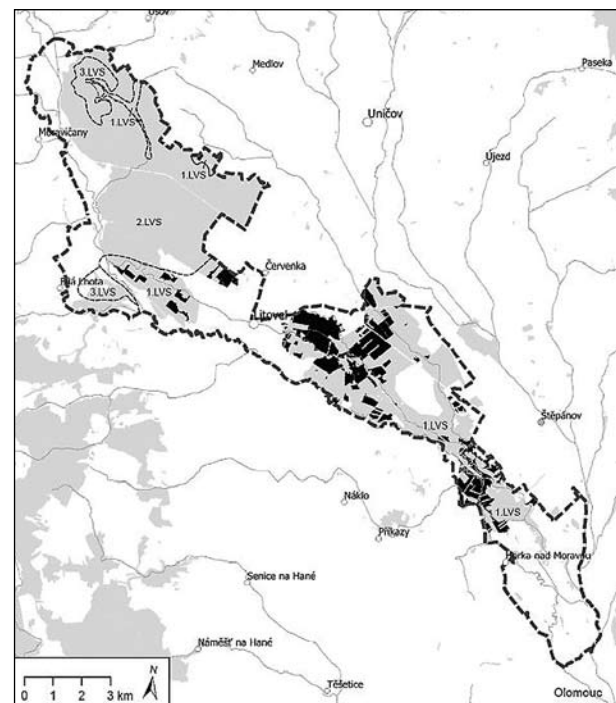 Úsov
3.LVS
Medlov
Paseka
1.LVS
Uničov
Moravičany
Újezd
1.LVS
2.LVS
Červenka
Bílá Lhota
3.LVS
1.LVS
Litovel
1.LVS
Štěpánov
Náklo
1.LVS
Příkazy
Horka nad Moravou
Senice na Hané
Náměšť na Hané
N
0 1 2 3 km
Těšetice
Olomouc